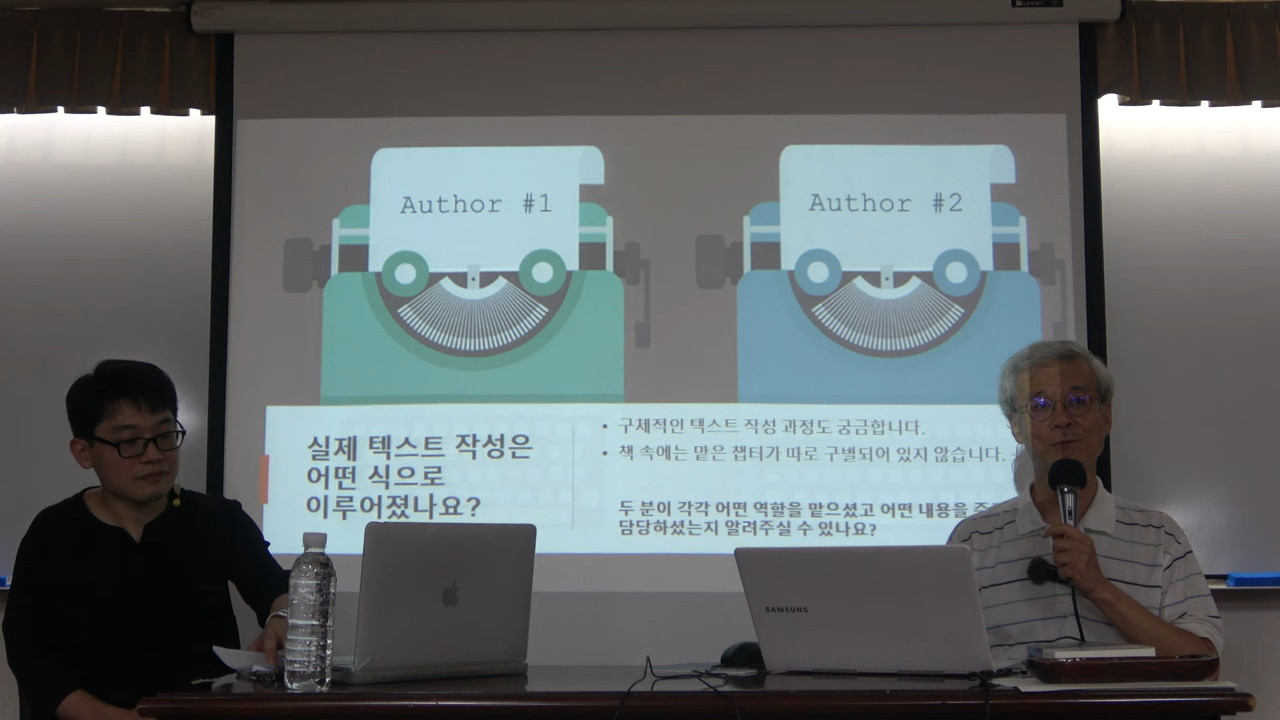 Author #1
Author #2
실제 텍스트 작성은
어떤 식으로
이루어졌나요?
• 구체적인 텍스트 작성 과정도 궁금합니다.
• 책 속에는 맡은 챕터가 따로 구별되어 있지 않습니다.
두 분이 각각 어떤 역할을 맡으셨고 어떤 내용을
담당하셨는지 알려주실 수 있나요?
SAMSUNG